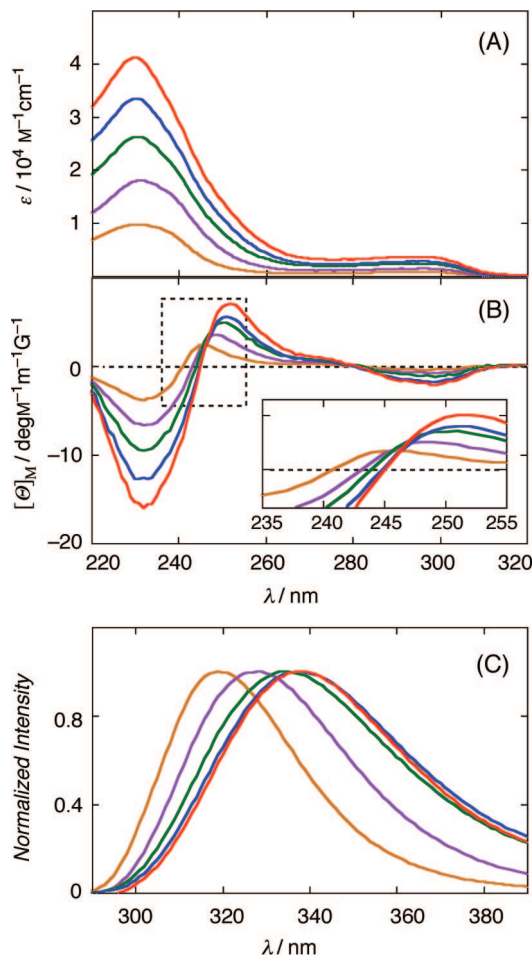 (A)
4
3
2
1
ε / 10⁴ M⁻¹cm⁻¹
(B)
0
−10
−20
[Θ]M / degM⁻¹m⁻¹G⁻¹
235 240 245 250 255
220 240 260 280 300 320
λ / nm
(C)
0.8
0.4
0
Normalized Intensity
300 320 340 360 380
λ / nm